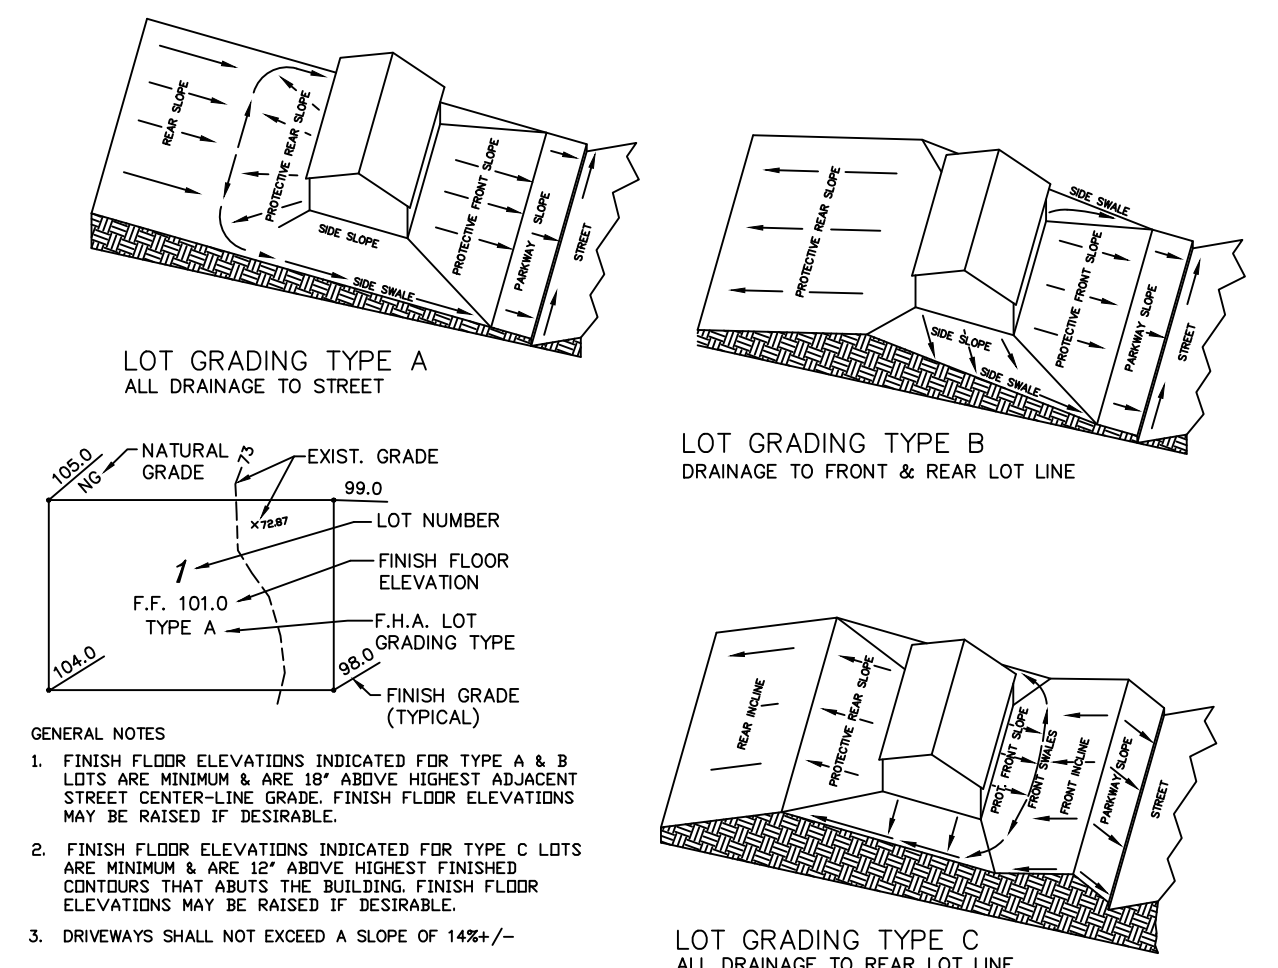 REAR SLOPE
PROTECTIVE REAR SLOPE
SIDE SLOPE
SIDE SWALE
PROTECTIVE FRONT SLOPE
PARKWAY SLOPE
STREET
LOT GRADING TYPE A
ALL DRAINAGE TO STREET
PROTECTIVE REAR SLOPE
SIDE SWALE
SIDE SLOPE
SIDE SWALE
PROTECTIVE FRONT SLOPE
PARKWAY SLOPE
STREET
LOT GRADING TYPE B
DRAINAGE TO FRONT & REAR LOT LINE
105.0
NG
NATURAL
GRADE
73
EXIST. GRADE
99.0
×72.87
LOT NUMBER
1
FINISH FLOOR
ELEVATION
F.F. 101.0
TYPE A
F.H.A. LOT
GRADING TYPE
104.0
98.0
FINISH GRADE
(TYPICAL)
GENERAL NOTES
1. FINISH FLOOR ELEVATIONS INDICATED FOR TYPE A & B
LOTS ARE MINIMUM & ARE 18" ABOVE HIGHEST ADJACENT
STREET CENTER-LINE GRADE. FINISH FLOOR ELEVATIONS
MAY BE RAISED IF DESIRABLE.
2. FINISH FLOOR ELEVATIONS INDICATED FOR TYPE C LOTS
ARE MINIMUM & ARE 12" ABOVE HIGHEST FINISHED
CONTOURS THAT ABUTS THE BUILDING. FINISH FLOOR
ELEVATIONS MAY BE RAISED IF DESIRABLE.
3. DRIVEWAYS SHALL NOT EXCEED A SLOPE OF 14%+/-
REAR INCLINE
PROTECTIVE REAR SLOPE
PROT. FRONT SLOPE
FRONT SWALES
FRONT INCLINE
PARKWAY SLOPE
STREET
LOT GRADING TYPE C
ALL DRAINAGE TO REAR LOT LINE